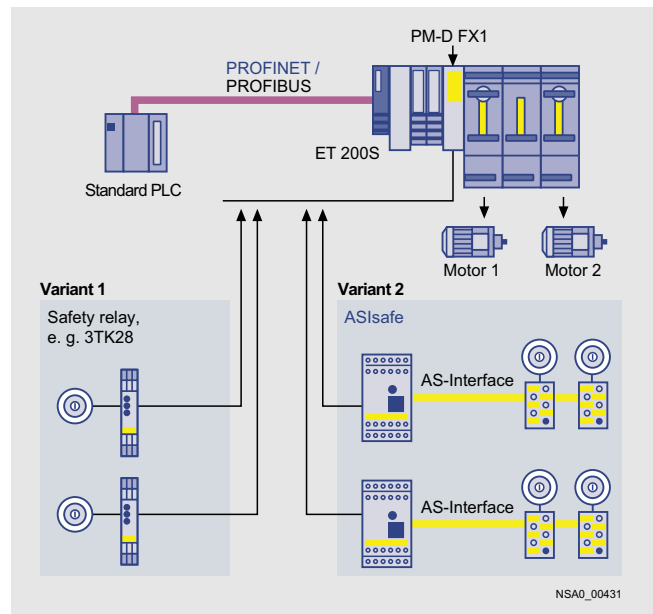 PM-D FX1
PROFINET /
PROFIBUS
ET 200S
Standard PLC
Motor 1
Motor 2
Variant 1
Safety relay,
e. g. 3TK28
Variant 2
ASIsafe
AS-Interface
AS-Interface
NSA0_00431